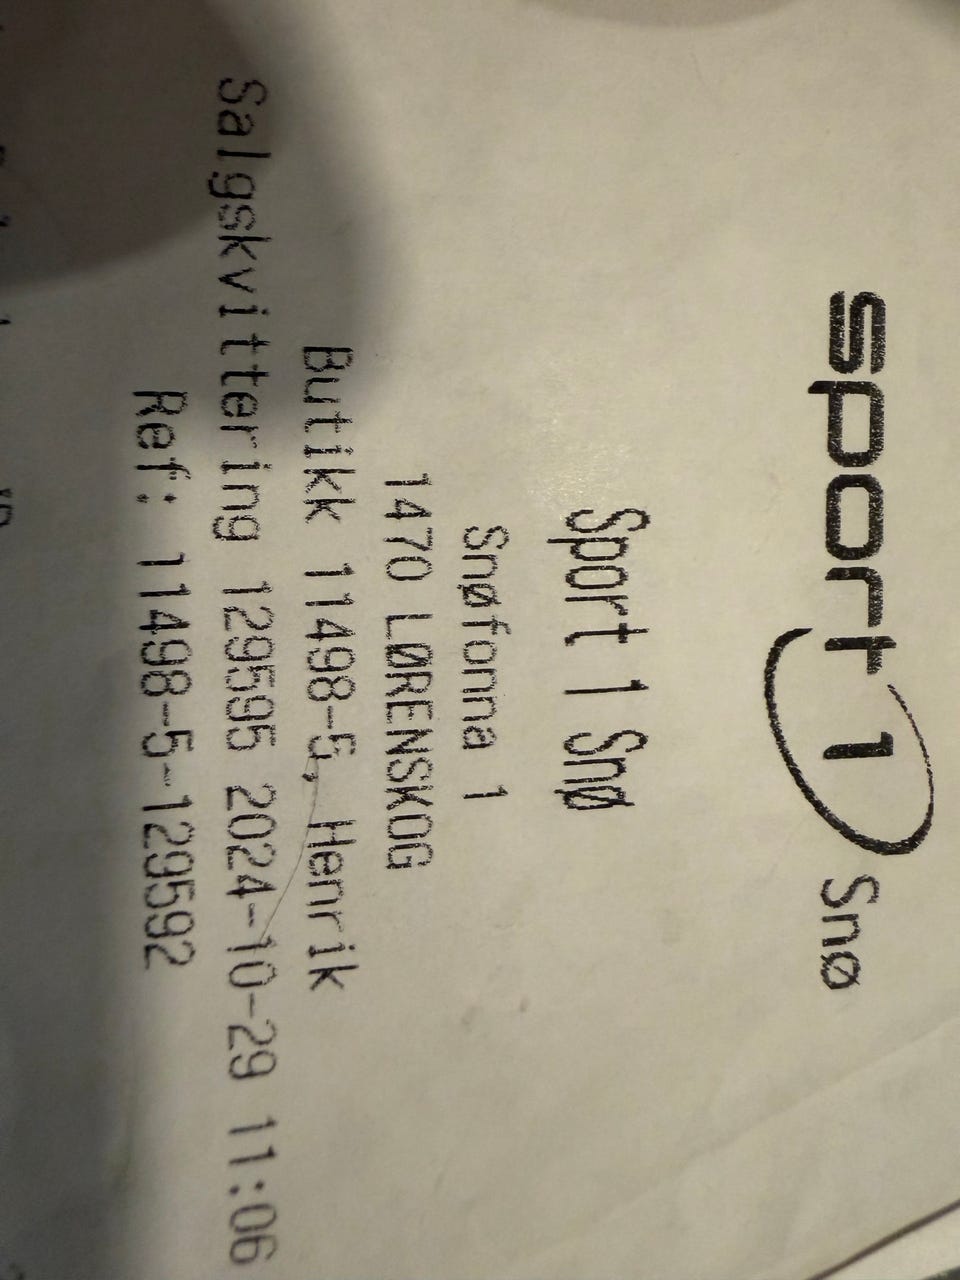 sport 1 Snø
Sport 1 Snø
Snøfonna 1
1470 LØRENSKOG
Butikk 11498-5, Henrik
Salgskvittering 129595 2024-10-29 11:06
Ref: 11498-5-129592